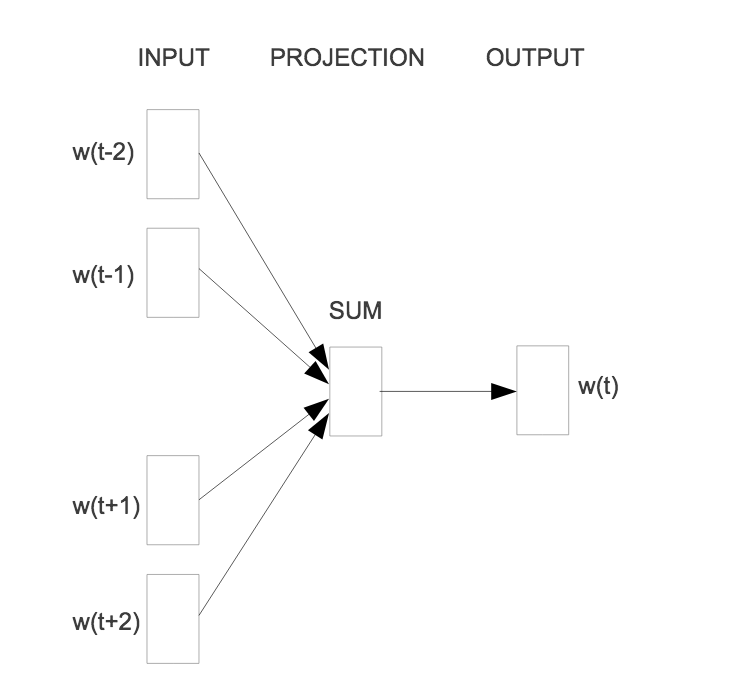 INPUT PROJECTION OUTPUT
w(t-2)
w(t-1)
SUM
w(t)
w(t+1)
w(t+2)